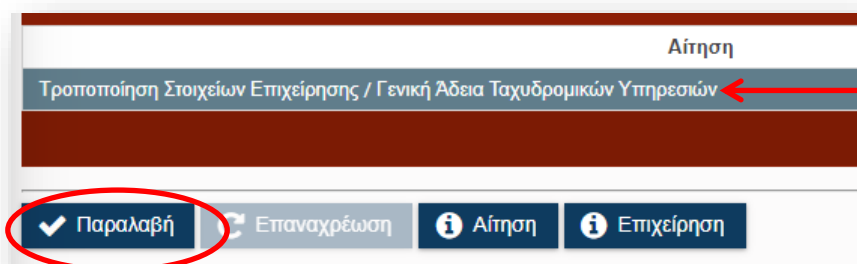 Αίτηση
Τροποποίηση Στοιχείων Επιχείρησης / Γενική Άδεια Ταχυδρομικών Υπηρεσιών
Παραλαβή Επαναχρέωση Αίτηση Επιχείρηση